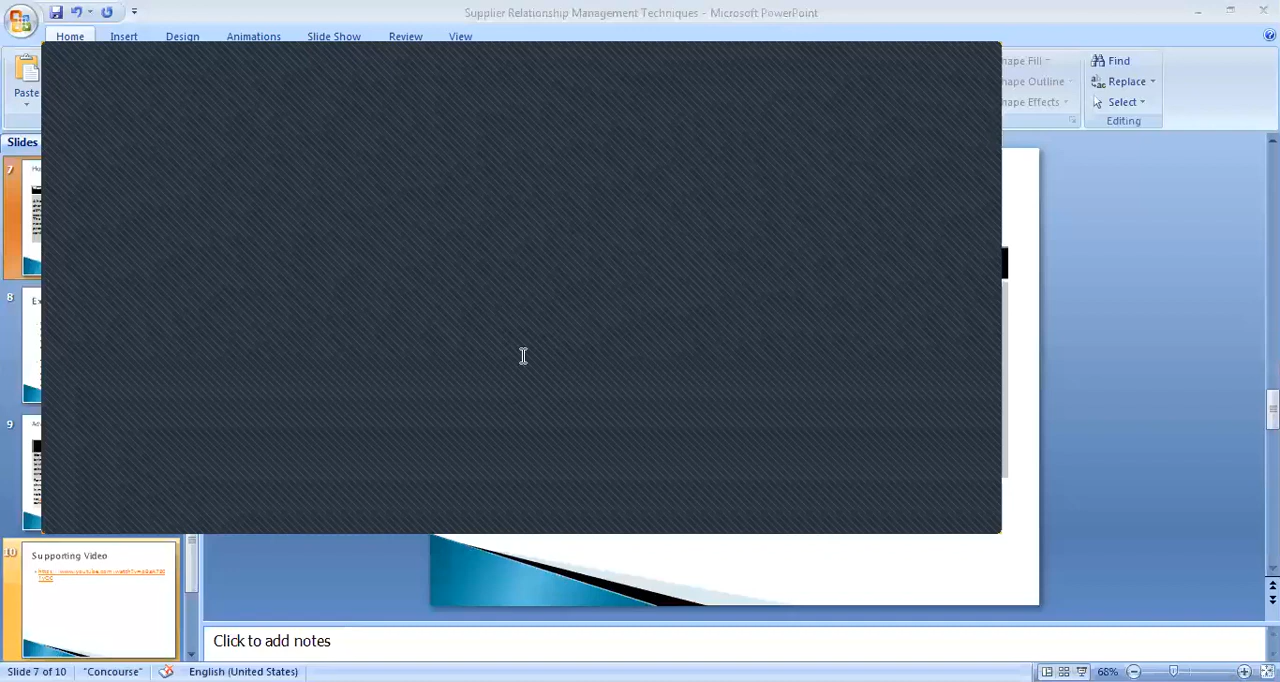 Supplier Relationship Management Techniques - Microsoft PowerPoint
Home Insert Design Animations Slide Show Review View
Paste
hape Fill
hape Outline
hape Effects
Find
Replace
Select
Editing
Slides
7
8
9
10
Supporting Video
Click to add notes
Slide 7 of 10 "Concourse" English (United States) 68%